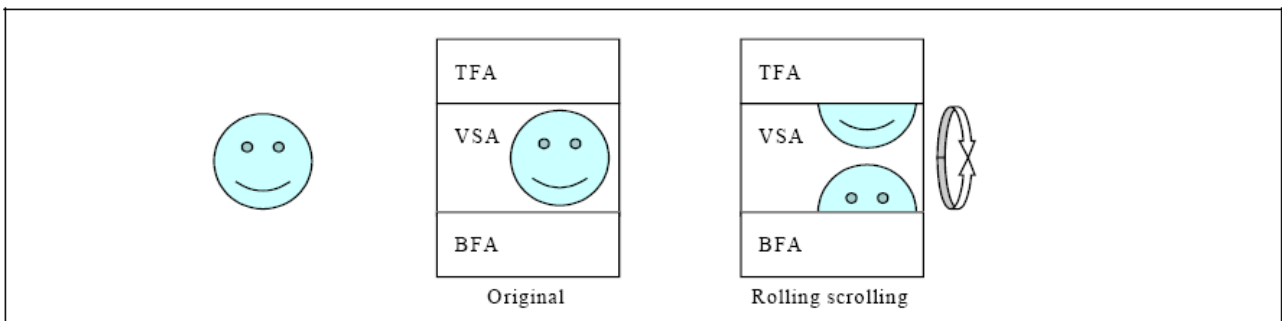 TFA
VSA
BFA
Original
TFA
VSA
BFA
Rolling scrolling